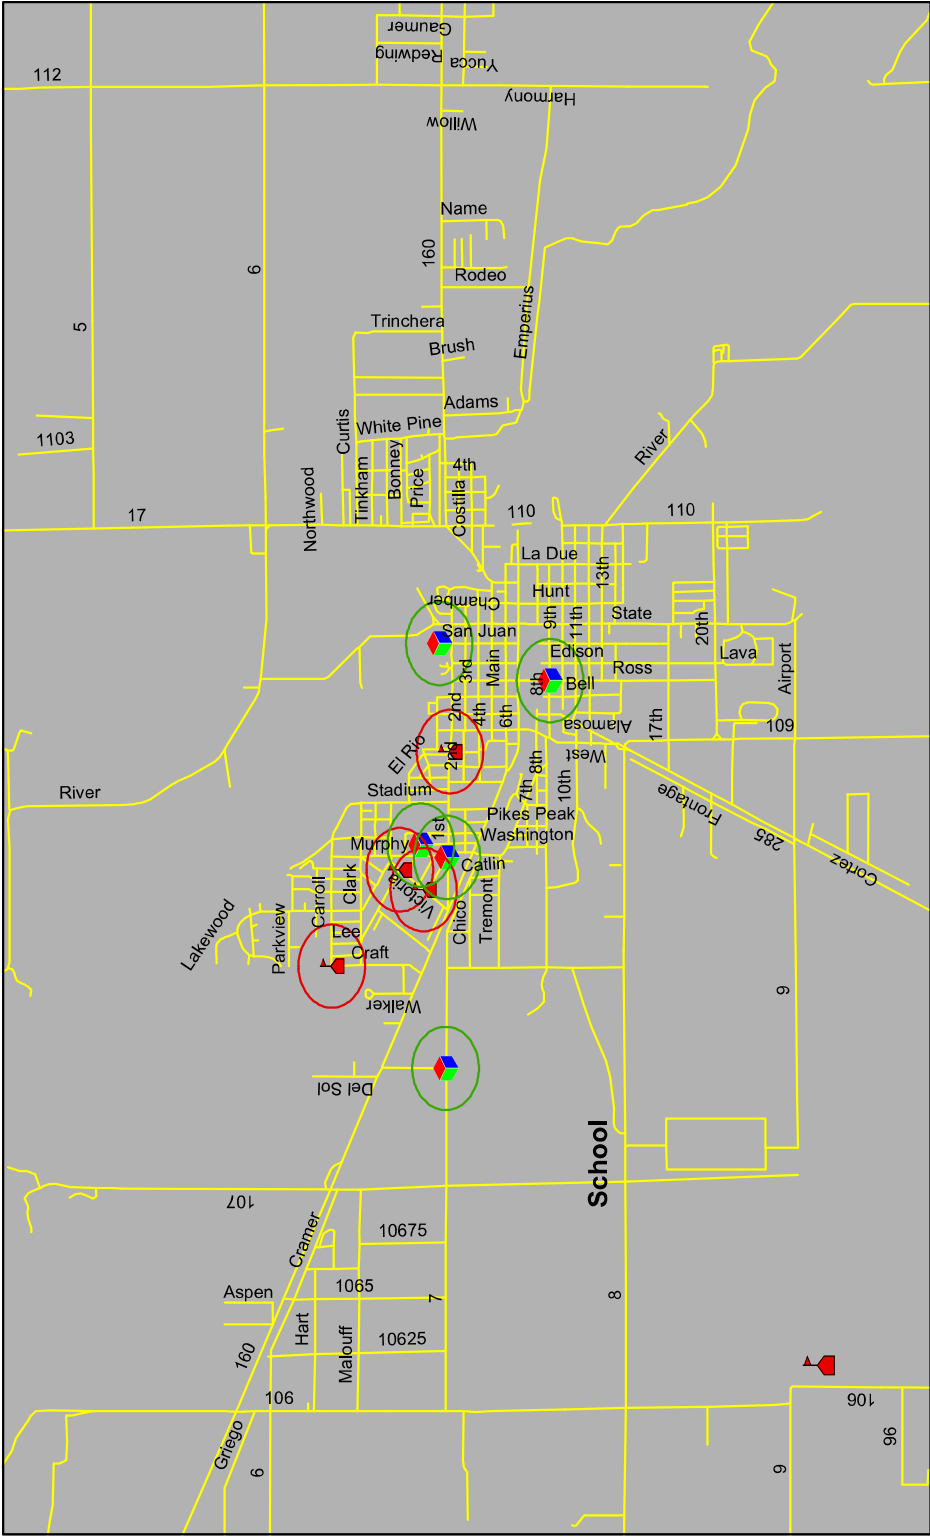 Gaumer
Redwing
Yucca
112
Harmony
Willow
Name
160
6
Rodeo
5
Trinchera
Emperius
Brush
Adams
White Pine
Curtis
1103
River
4th
Bonney
Tinkham
Price
Costilla
Northwood
17
110
110
La Due
13th
Hunt
Chamber
9th
11th
State
20th
San Juan
Edison
Lava
Main
3rd
Ross
Airport
8th
Bell
2nd
4th
6th
Alamosa
17th
109
El Rio
2nd
West
8th
Stadium
7th
10th
River
Frontage
Pikes Peak
1st
Washington
Murphy
285
Catlin
Cortez
Clark
Victoria
Carroll
Chico
Tremont
Lakewood
Parkview
Lee
Craft
9
Walker
Del Sol
School
107
Cramer
10675
1065
Aspen
7
8
Hart
10625
Malouff
160
106
106
Griego
96
6
9